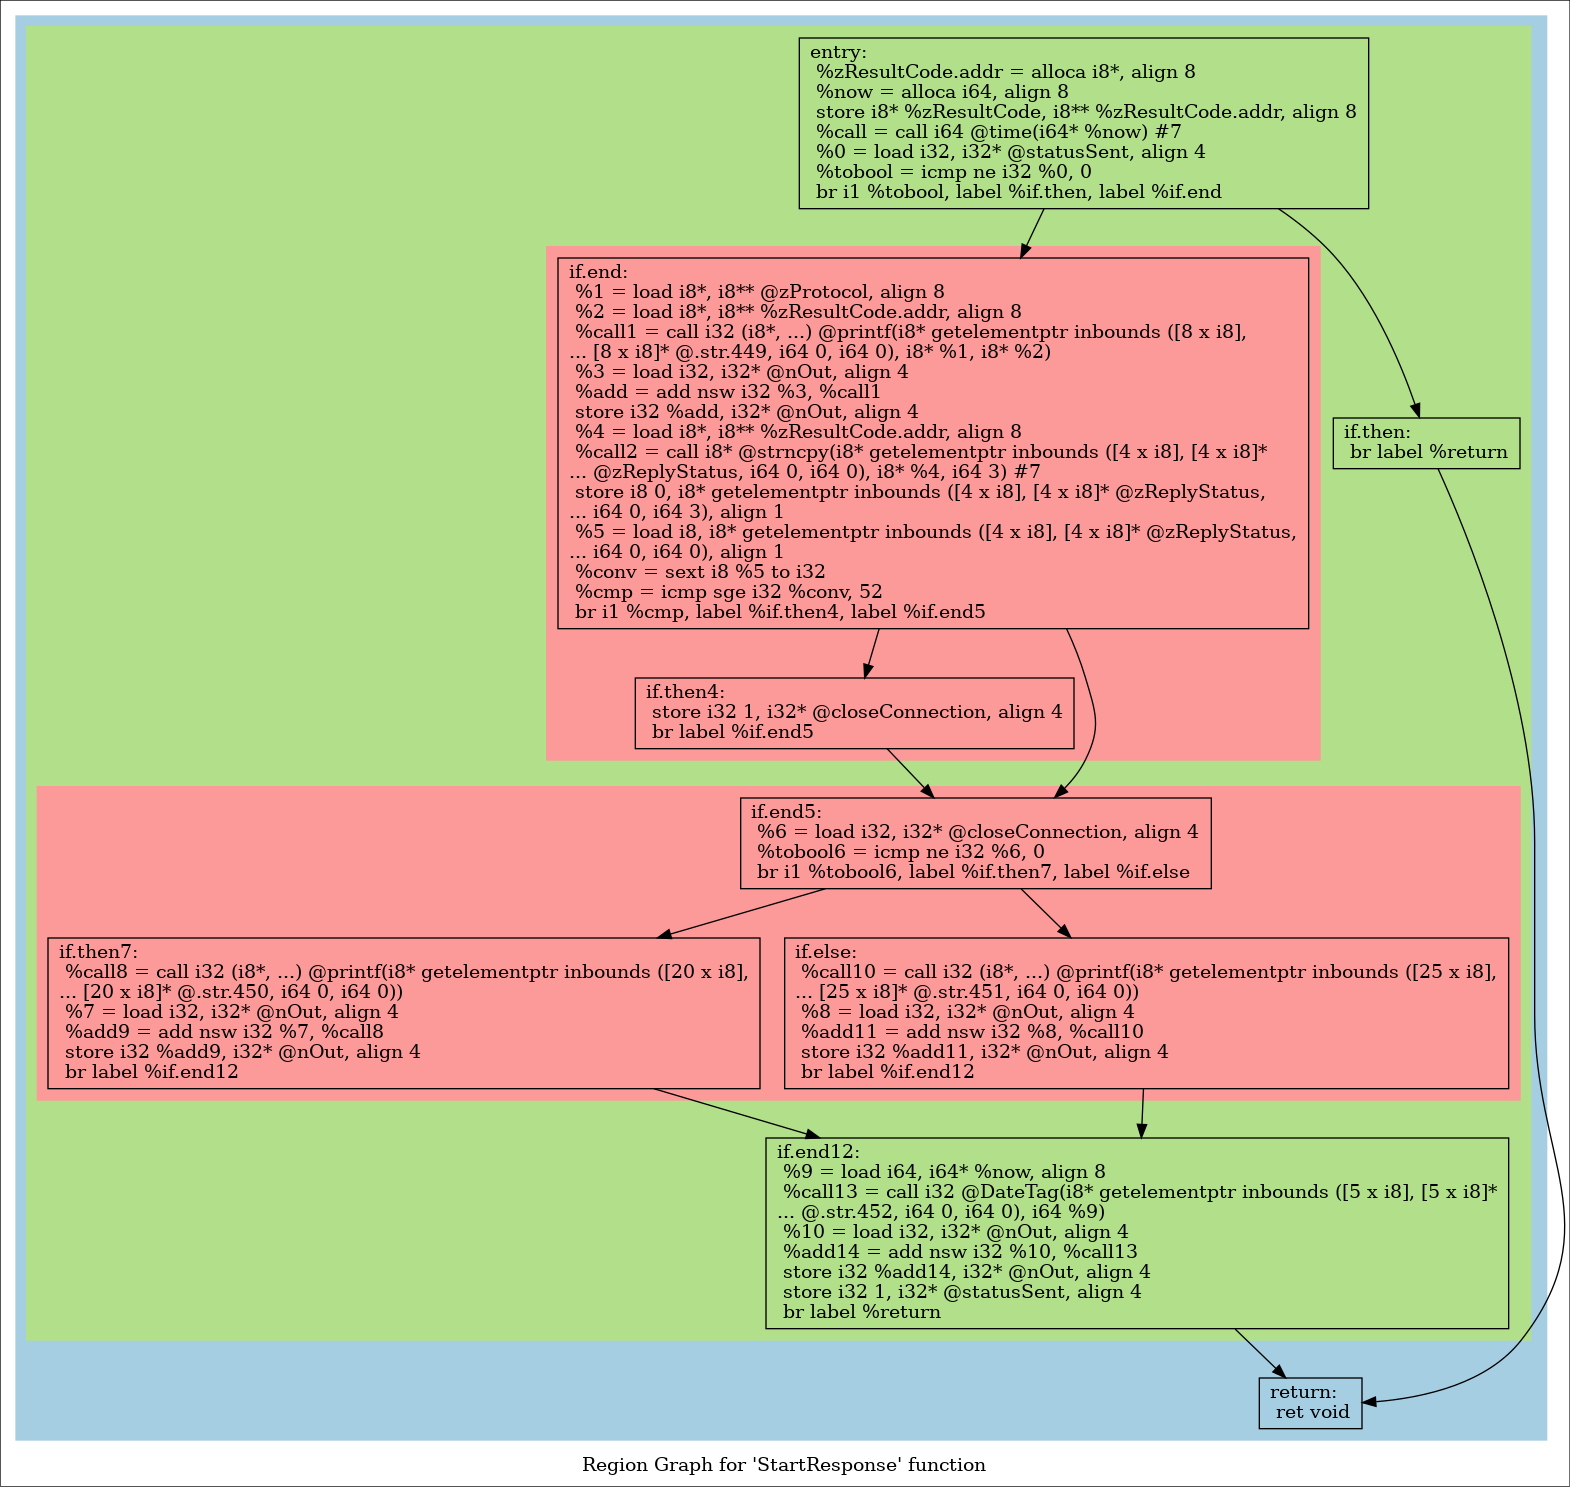 entry:
%zResultCode.addr = alloca i8*, align 8
%now = alloca i64, align 8
store i8* %zResultCode, i8** %zResultCode.addr, align 8
%call = call i64 @time(i64* %now) #7
%0 = load i32, i32* @statusSent, align 4
%tobool = icmp ne i32 %0, 0
br i1 %tobool, label %if.then, label %if.end
if.end:
%1 = load i8*, i8** @zProtocol, align 8
%2 = load i8*, i8** %zResultCode.addr, align 8
%call1 = call i32 (i8*, ...) @printf(i8* getelementptr inbounds ([8 x i8],
... [8 x i8]* @.str.449, i64 0, i64 0), i8* %1, i8* %2)
%3 = load i32, i32* @nOut, align 4
%add = add nsw i32 %3, %call1
store i32 %add, i32* @nOut, align 4
%4 = load i8*, i8** %zResultCode.addr, align 8
%call2 = call i8* @strncpy(i8* getelementptr inbounds ([4 x i8], [4 x i8]*
... @zReplyStatus, i64 0, i64 0), i8* %4, i64 3) #7
store i8 0, i8* getelementptr inbounds ([4 x i8], [4 x i8]* @zReplyStatus,
... i64 0, i64 3), align 1
%5 = load i8, i8* getelementptr inbounds ([4 x i8], [4 x i8]* @zReplyStatus,
... i64 0, i64 0), align 1
%conv = sext i8 %5 to i32
%cmp = icmp sge i32 %conv, 52
br i1 %cmp, label %if.then4, label %if.end5
if.then:
br label %return
if.then4:
store i32 1, i32* @closeConnection, align 4
br label %if.end5
if.end5:
%6 = load i32, i32* @closeConnection, align 4
%tobool6 = icmp ne i32 %6, 0
br i1 %tobool6, label %if.then7, label %if.else
if.then7:
%call8 = call i32 (i8*, ...) @printf(i8* getelementptr inbounds ([20 x i8],
... [20 x i8]* @.str.450, i64 0, i64 0))
%7 = load i32, i32* @nOut, align 4
%add9 = add nsw i32 %7, %call8
store i32 %add9, i32* @nOut, align 4
br label %if.end12
if.else:
%call10 = call i32 (i8*, ...) @printf(i8* getelementptr inbounds ([25 x i8],
... [25 x i8]* @.str.451, i64 0, i64 0))
%8 = load i32, i32* @nOut, align 4
%add11 = add nsw i32 %8, %call10
store i32 %add11, i32* @nOut, align 4
br label %if.end12
if.end12:
%9 = load i64, i64* %now, align 8
%call13 = call i32 @DateTag(i8* getelementptr inbounds ([5 x i8], [5 x i8]*
... @.str.452, i64 0, i64 0), i64 %9)
%10 = load i32, i32* @nOut, align 4
%add14 = add nsw i32 %10, %call13
store i32 %add14, i32* @nOut, align 4
store i32 1, i32* @statusSent, align 4
br label %return
return:
ret void
Region Graph for 'StartResponse' function